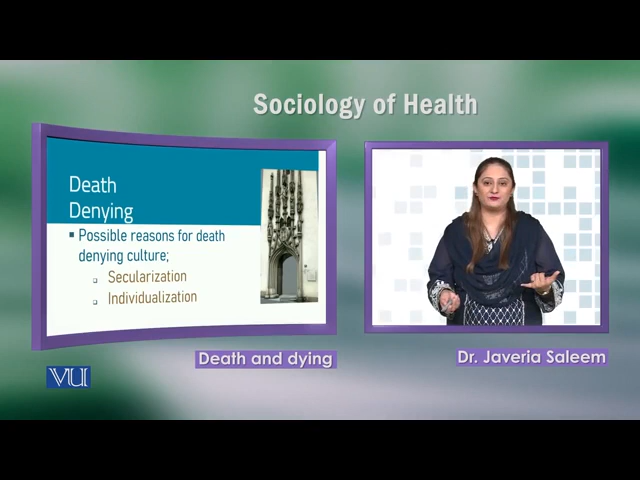 Sociology of Health
Death
Denying
Possible reasons for death
denying culture;
Secularization
Individualization
Death and dying
Dr. Javeria Saleem
VU